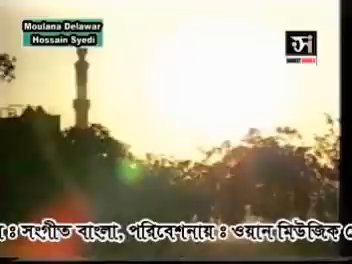 Moulana Delawar
Hossain Syedi
ঃ সংগীত বাংলা, পরিবেশনায় ঃ ওয়ান মিউজিক